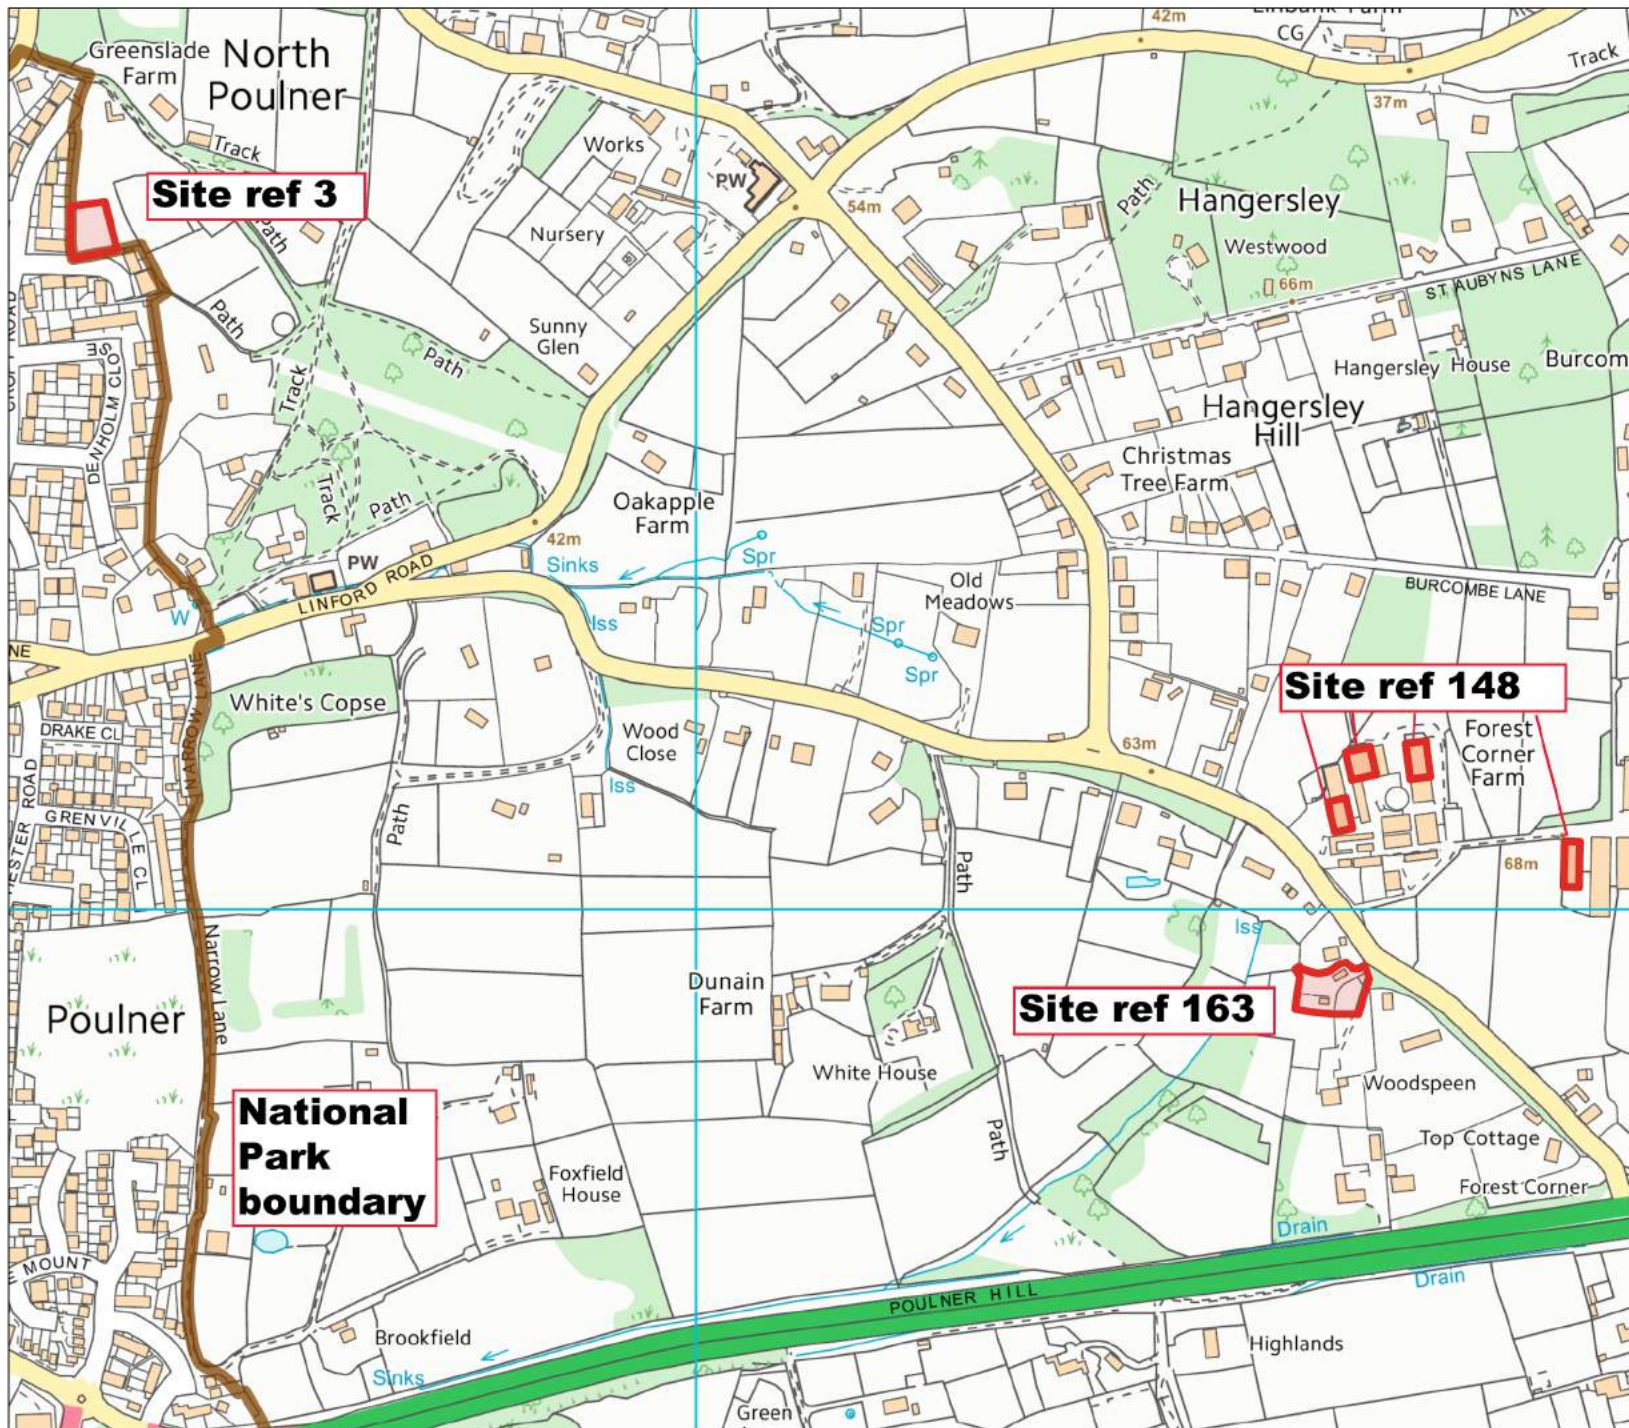 42m
CG
Track
Greenslade
Farm
North
Poulner
37m
Works
Track
PW
Site ref 3
Path
54m
Path
Hangersley
Nursery
Westwood
66m
ST AUBYNS LANE
Path
Sunny
Glen
Path
Hangersley House
Burcom
Track
DENHOLM CLOSE
Hangersley
Hill
Christmas
Tree Farm
Track
Path
Oakapple
Farm
42m
PW
Sinks
Spr
Old
Meadows
BURCOMBE LANE
LINFORD ROAD
W
Iss
Spr
Spr
NE
NARROW LANE
White's Copse
Site ref 148
DRAKE CL
Wood
Close
63m
Forest
Corner
Farm
Iss
HESTER ROAD
GRENVILLE CL
Path
Path
68m
Iss
Narrow Lane
Dunain
Farm
Site ref 163
Poulner
White House
Woodspeen
National
Park
boundary
Path
Top Cottage
Foxfield
House
Forest Corner
Drain
E MOUNT
Drain
POULNER HILL
Brookfield
Highlands
Sinks
Green